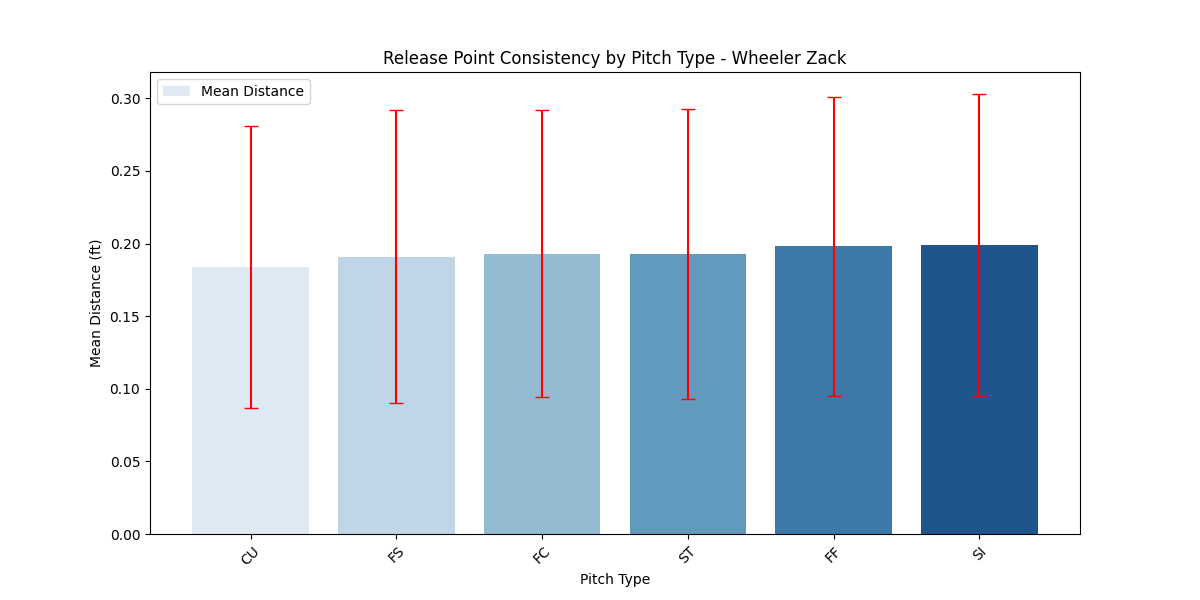 Release Point Consistency by Pitch Type - Wheeler Zack
Mean Distance
Mean Distance (ft)
0.30
0.25
0.20
0.15
0.10
0.05
0.00
CU FS FC ST FF SI
Pitch Type